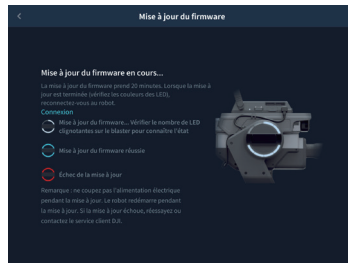 Mise à jour du firmware
Mise à jour du firmware en cours...
La mise à jour du firmware prend 20 minutes. Lorsque la mise à
jour est terminée (vérifiez les couleurs des LED),
reconnectez-vous au robot.
Connexion
Mise à jour du firmware... Vérifier le nombre de LED
clignotantes sur le blaster pour connaître l'état
Mise à jour du firmware réussie
Échec de la mise à jour
Remarque : ne coupez pas l'alimentation électrique
pendant la mise à jour. Le robot redémarre pendant
la mise à jour. Si la mise à jour échoue, réessayez ou
contactez le service client DJI.